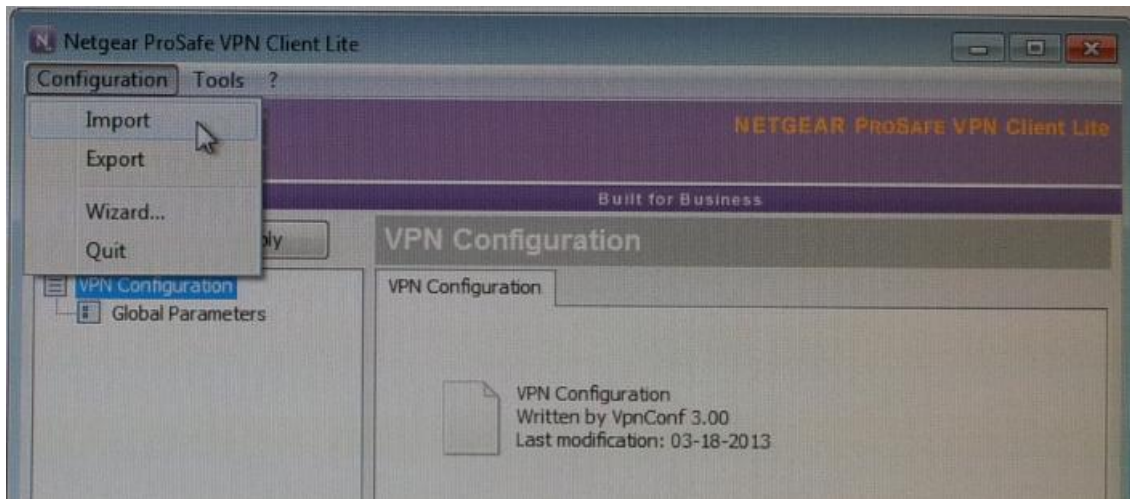 Netgear ProSafe VPN Client Lite
Configuration Tools ?
Import
Export
Wizard...
Quit
NETGEAR PROSAFE VPN Client Lite
Built for Business
VPN Configuration
VPN Configuration
Global Parameters
VPN Configuration
VPN Configuration
Written by VpnConf 3.00
Last modification: 03-18-2013